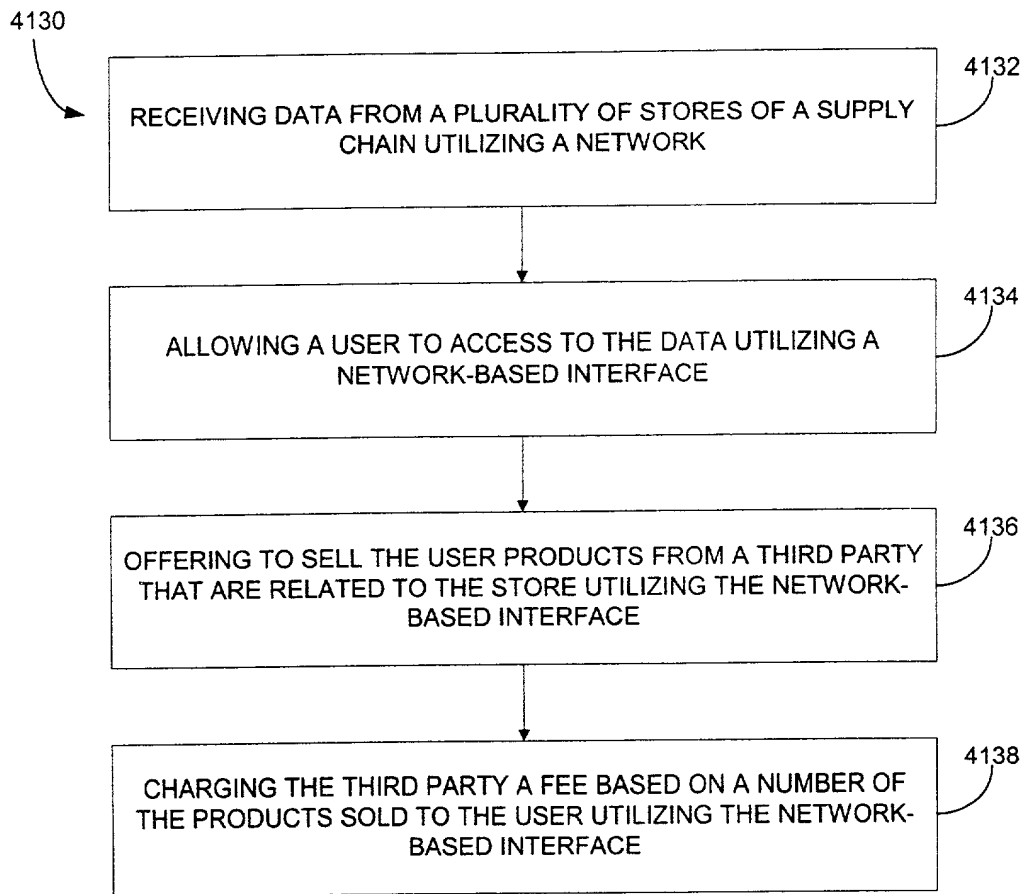 4130
4132
RECEIVING DATA FROM A PLURALITY OF STORES OF A SUPPLY
CHAIN UTILIZING A NETWORK
4134
ALLOWING A USER TO ACCESS TO THE DATA UTILIZING A
NETWORK-BASED INTERFACE
4136
OFFERING TO SELL THE USER PRODUCTS FROM A THIRD PARTY
THAT ARE RELATED TO THE STORE UTILIZING THE NETWORK-
BASED INTERFACE
4138
CHARGING THE THIRD PARTY A FEE BASED ON A NUMBER OF
THE PRODUCTS SOLD TO THE USER UTILIZING THE NETWORK-
BASED INTERFACE